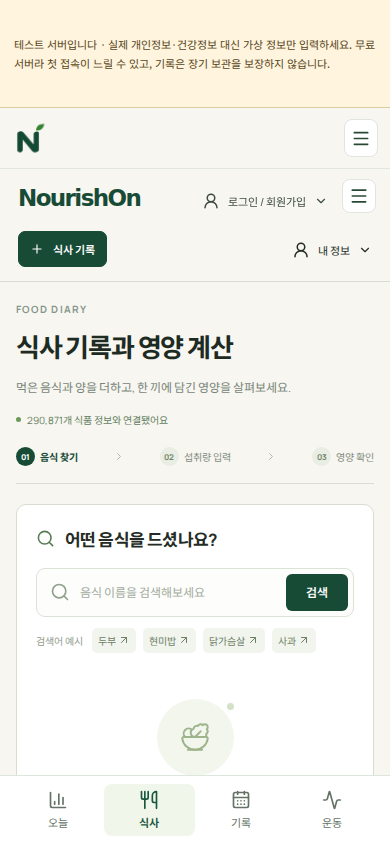 테스트 서버입니다 · 실제 개인정보·건강정보 대신 가상 정보만 입력하세요. 무료
서버라 첫 접속이 느릴 수 있고, 기록은 장기 보관을 보장하지 않습니다.
N
NourishOn
로그인 / 회원가입
+ 식사 기록
내 정보
FOOD DIARY
식사 기록과 영양 계산
먹은 음식과 양을 더하고, 한 끼에 담긴 영양을 살펴보세요.
290,871개 식품 정보와 연결됐어요
01 음식 찾기 02 섭취량 입력 03 영양 확인
어떤 음식을 드셨나요?
음식 이름을 검색해보세요 검색
검색어 예시 두부 현미밥 닭가슴살 사과
오늘 식사 기록 운동